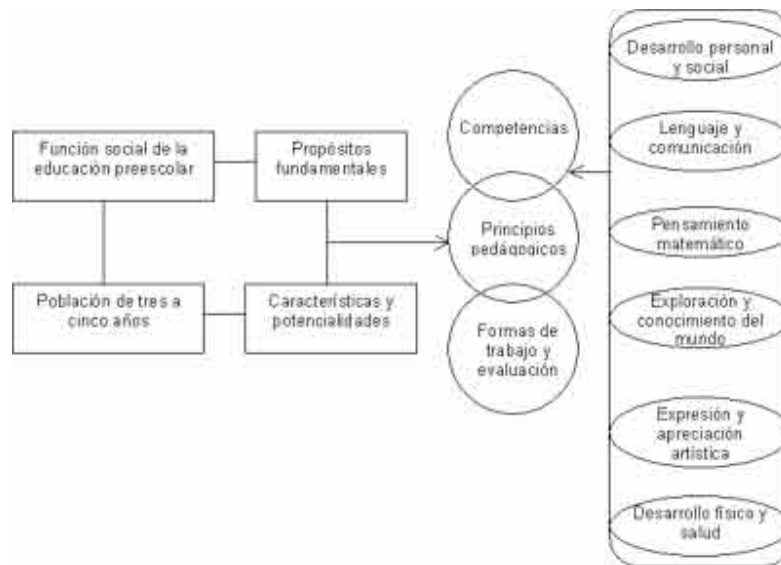 Función social de la
educación preescolar
Propósitos
fundamentales
Población de tres a
cinco años
Características y
potencialidades
Competencias
Principios
pedágogicos
Formas de
trabajo y
evaluación
Desarrollo personal
y social
Lenguaje y
comunicación
Pensamiento
matemático
Exploración y
conocimiento del
mundo
Expresión y
apreciación
artística
Desarrollo físico y
salud